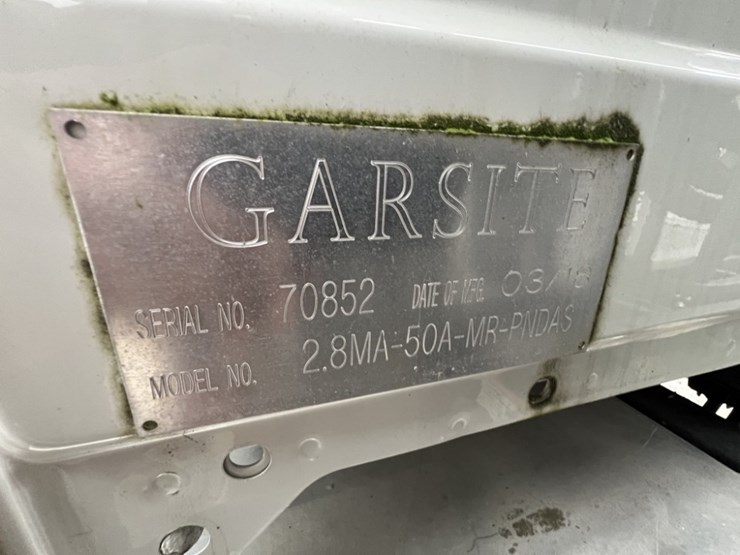 GARSITE
SERIAL NO. 70852 DATE OF MFG. 03/18
MODEL NO. 2.8MA-50A-MR-PNDAS